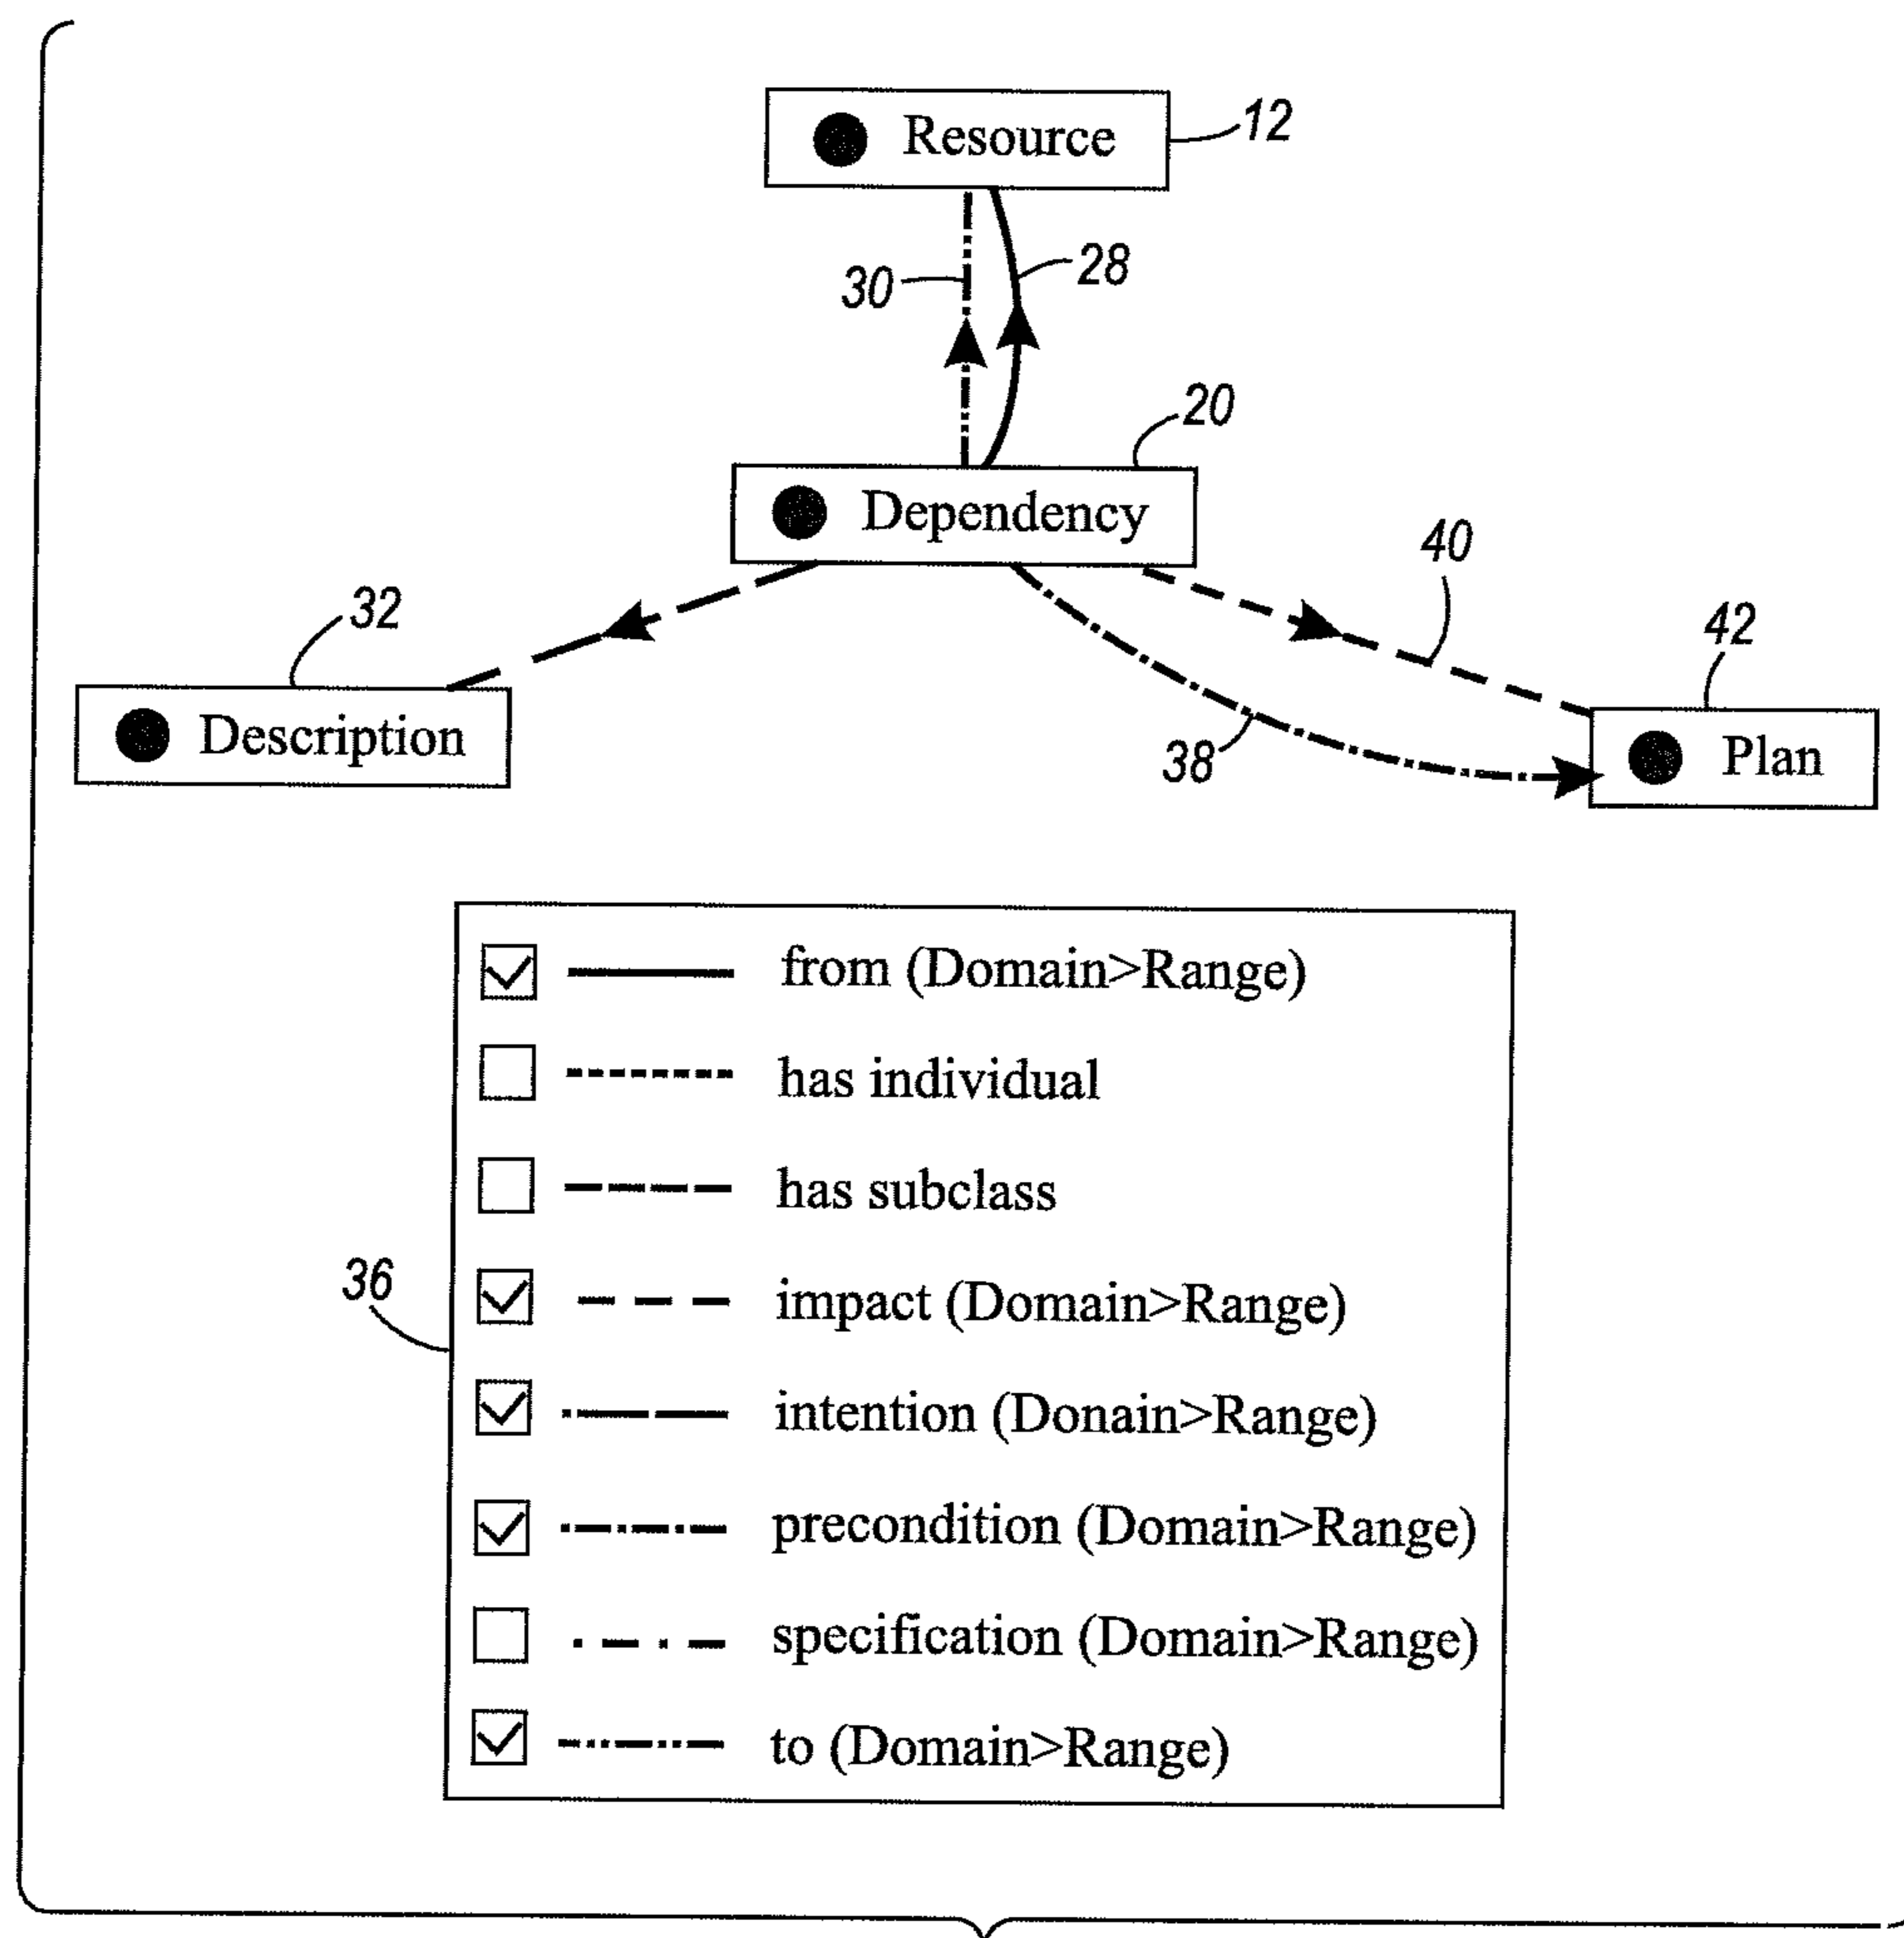 Resource
12
30
28
20
Dependency
40
32
42
Description
38
Plan
from (Domain>Range)
has individual
has subclass
36
impact (Domain>Range)
intention (Donain>Range)
precondition (Domain>Range)
specification (Domain>Range)
to (Domain>Range)